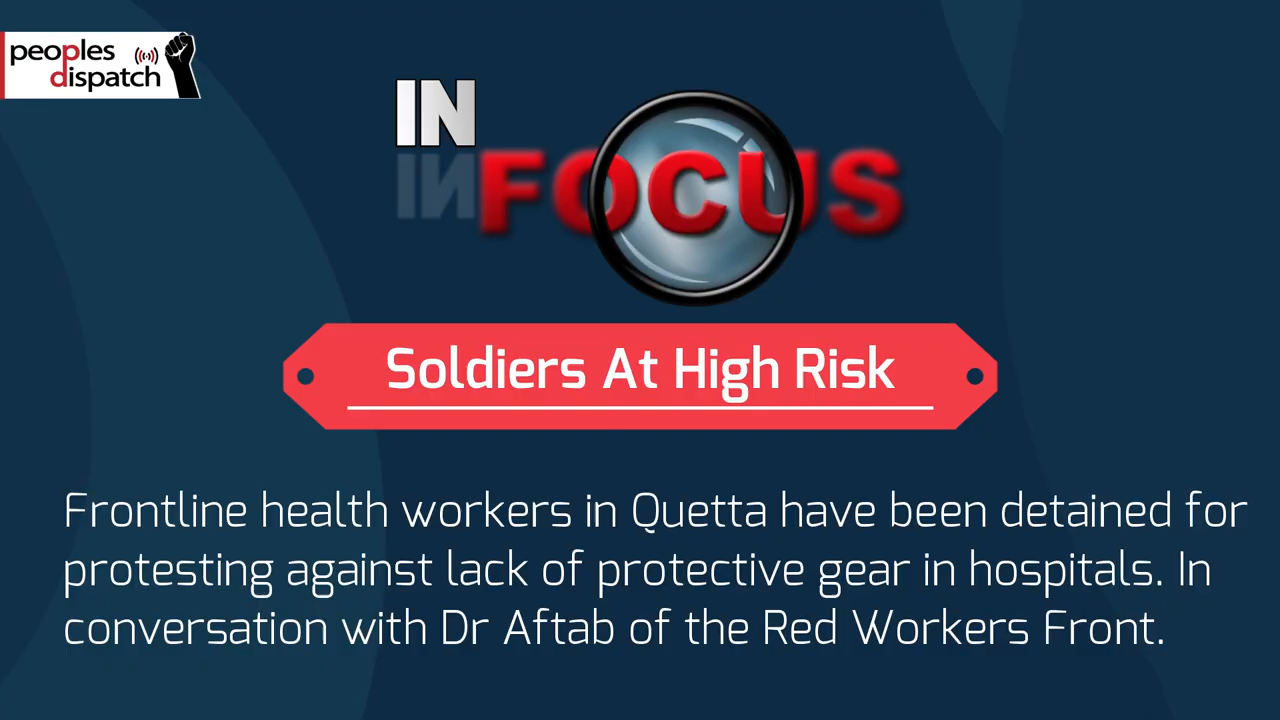 peoples
dispatch
IN
FOCUS
Soldiers At High Risk
Frontline health workers in Quetta have been detained for
protesting against lack of protective gear in hospitals. In
conversation with Dr Aftab of the Red Workers Front.